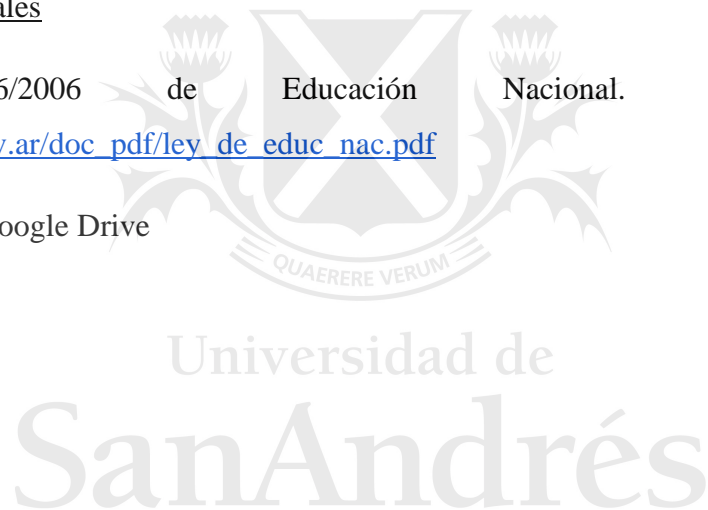 ales
6/2006 de Educación Nacional.
v.ar/doc_pdf/ley_de_educ_nac.pdf
oogle Drive
QUAERERE VERUM
Universidad de
SanAndrés